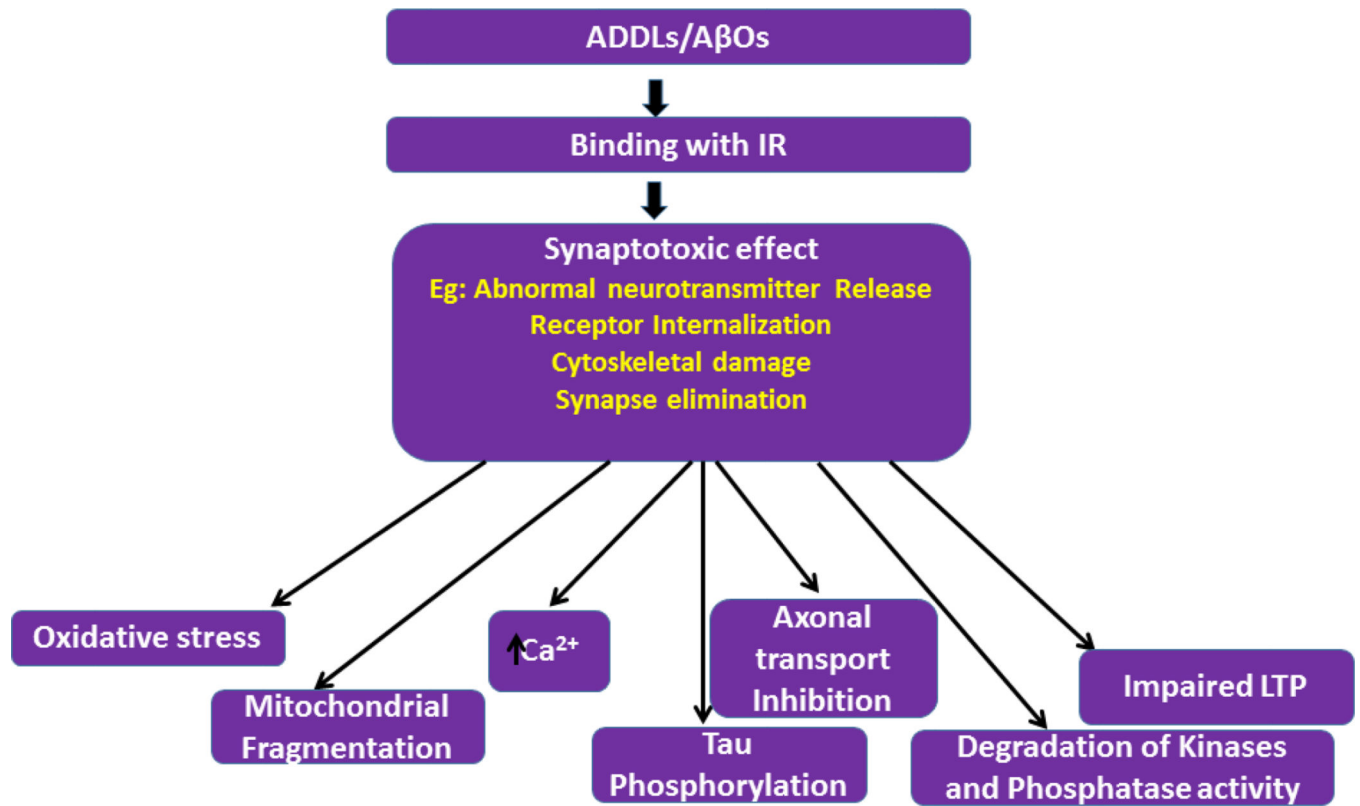 ADDLs/AβOs
Binding with IR
Synaptotoxic effect
Eg: Abnormal neurotransmitter Release
Receptor Internalization
Cytoskeletal damage
Synapse elimination
Oxidative stress
Mitochondrial
Fragmentation
↑Ca²⁺
Tau
Phosphorylation
Axonal
transport
Inhibition
Degradation of Kinases
and Phosphatase activity
Impaired LTP